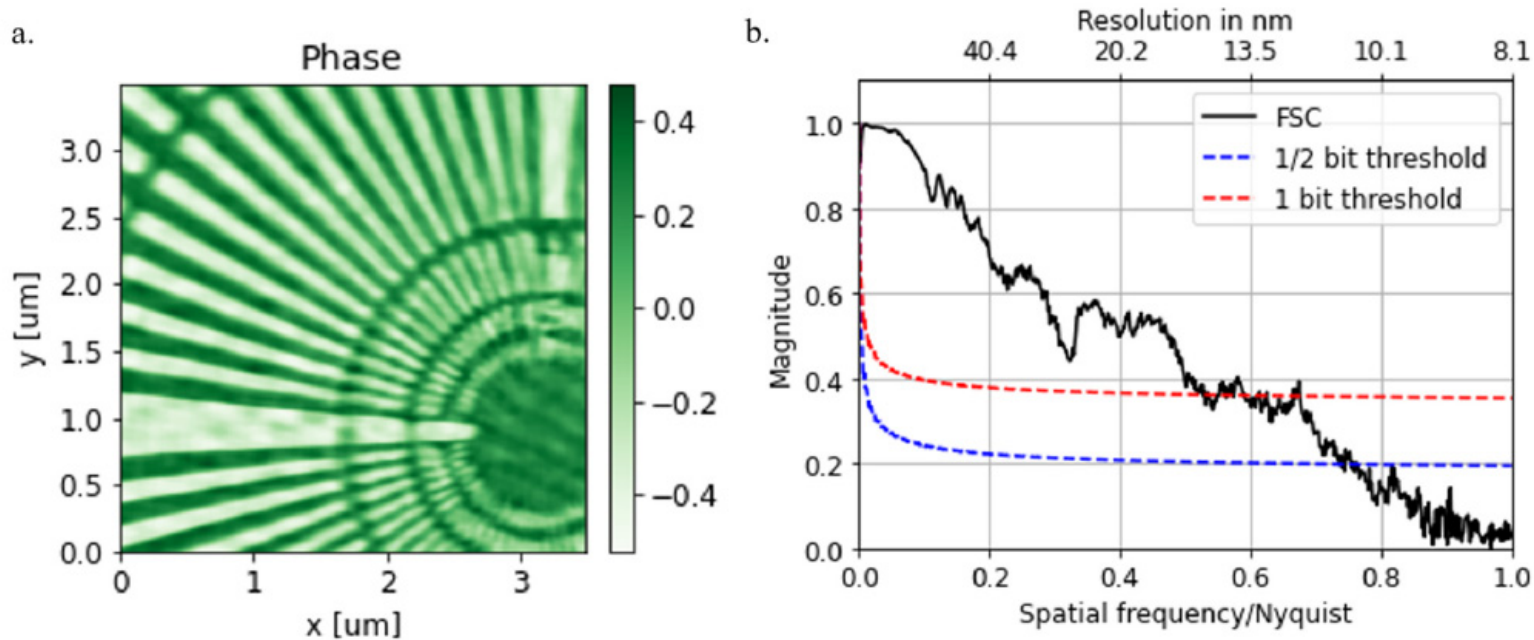 a.
Phase
3.0
2.5
2.0
1.5
1.0
0.5
0.0
y [um]
0 1 2 3
x [um]
0.4
0.2
0.0
−0.2
−0.4
b.
Resolution in nm
40.4 20.2 13.5 10.1 8.1
FSC
1/2 bit threshold
1 bit threshold
1.0
0.8
0.6
0.4
0.2
0.0
Magnitude
0.0 0.2 0.4 0.6 0.8 1.0
Spatial frequency/Nyquist